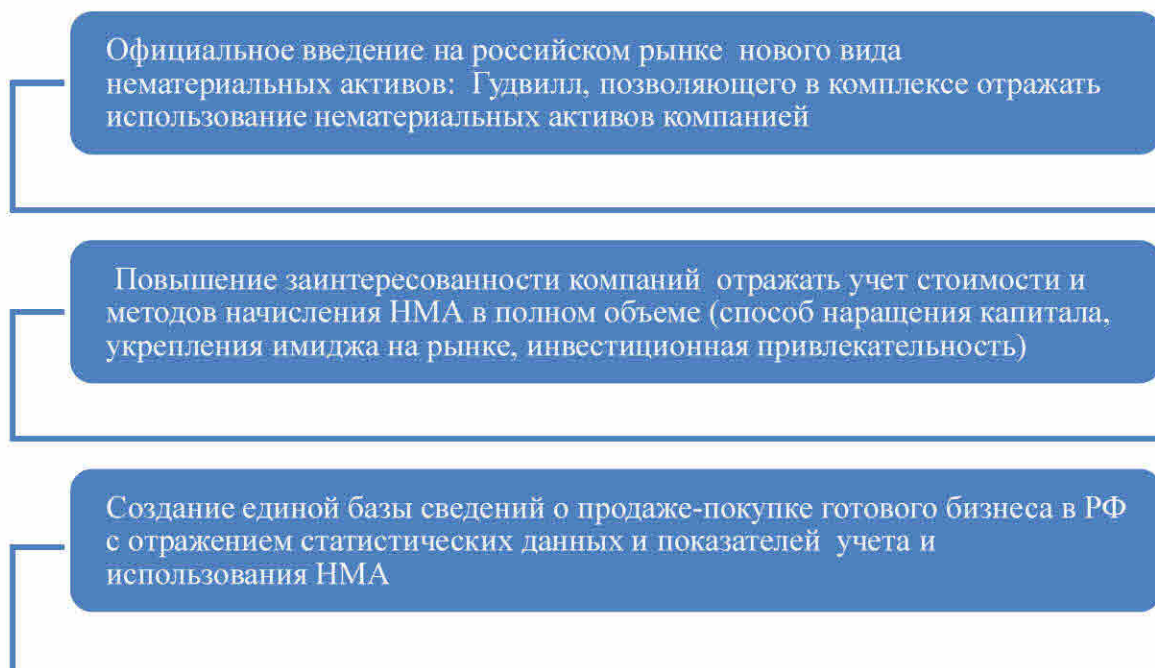 Официальное введение на российском рынке нового вида
нематериальных активов: Гудвилл, позволяющего в комплексе отражать
использование нематериальных активов компанией
Повышение заинтересованности компаний отражать учет стоимости и
методов начисления НМА в полном объеме (способ наращения капитала,
укрепления имиджа на рынке, инвестиционная привлекательность)
Создание единой базы сведений о продаже-покупке готового бизнеса в РФ
с отражением статистических данных и показателей учета и
использования НМА